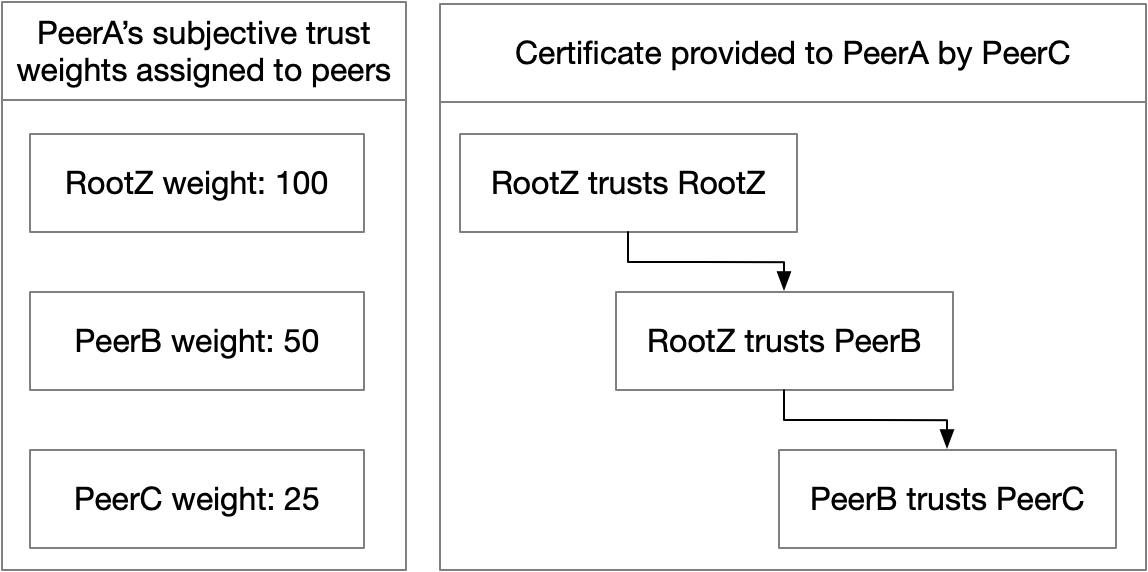 PeerA’s subjective trust
weights assigned to peers
RootZ weight: 100
PeerB weight: 50
PeerC weight: 25
Certificate provided to PeerA by PeerC
RootZ trusts RootZ
RootZ trusts PeerB
PeerB trusts PeerC